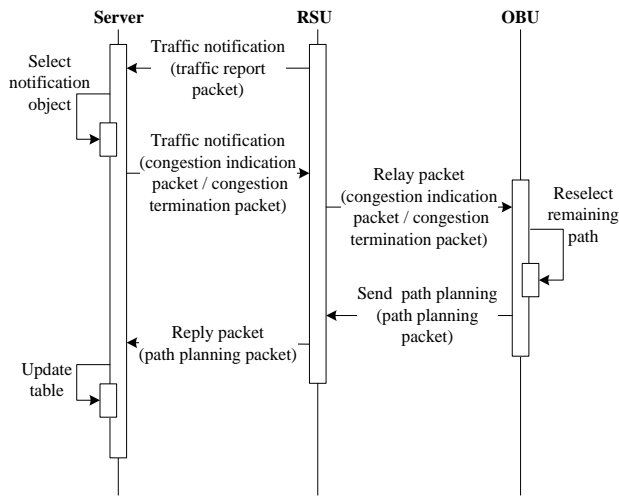 Server
RSU
OBU
Traffic notification
(traffic report
packet)
Select
notification
object
Traffic notification
(congestion indication
packet / congestion
termination packet)
Relay packet
(congestion indication
packet / congestion
termination packet)
Reselect
remaining
path
Send path planning
(path planning
packet)
Reply packet
(path planning packet)
Update
table